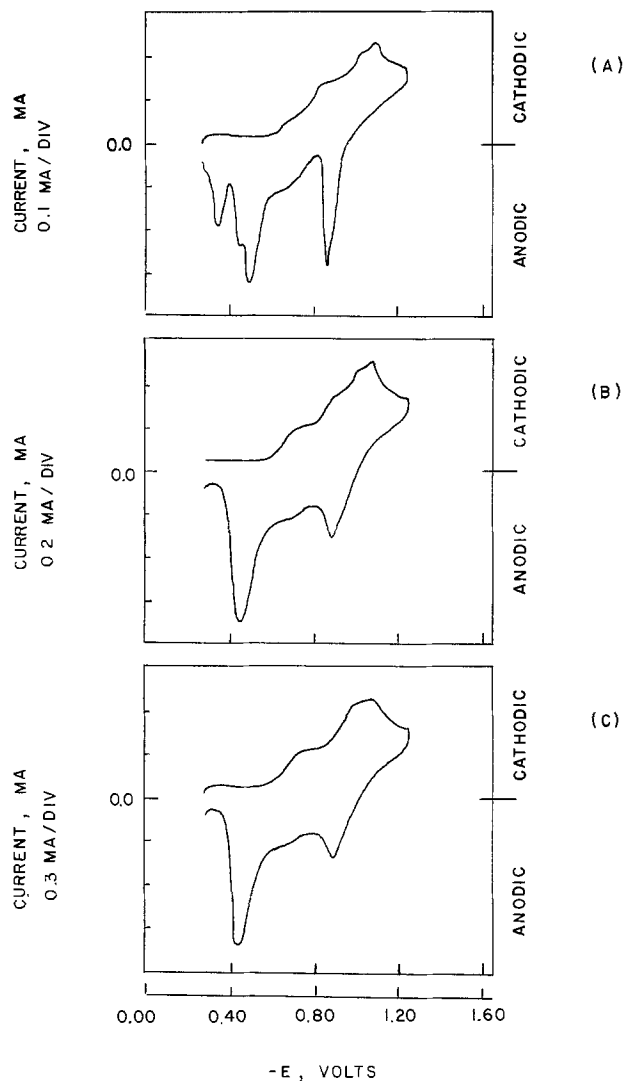 CURRENT, MA
0.1 MA/DIV
0.0
CATHODIC
ANODIC
(A)
CURRENT, MA
0.2 MA/DIV
0.0
CATHODIC
ANODIC
(B)
CURRENT, MA
0.3 MA/DIV
0.0
CATHODIC
ANODIC
(C)
0.00 0.40 0.80 1.00 1.20 1.60
-E, VOLTS